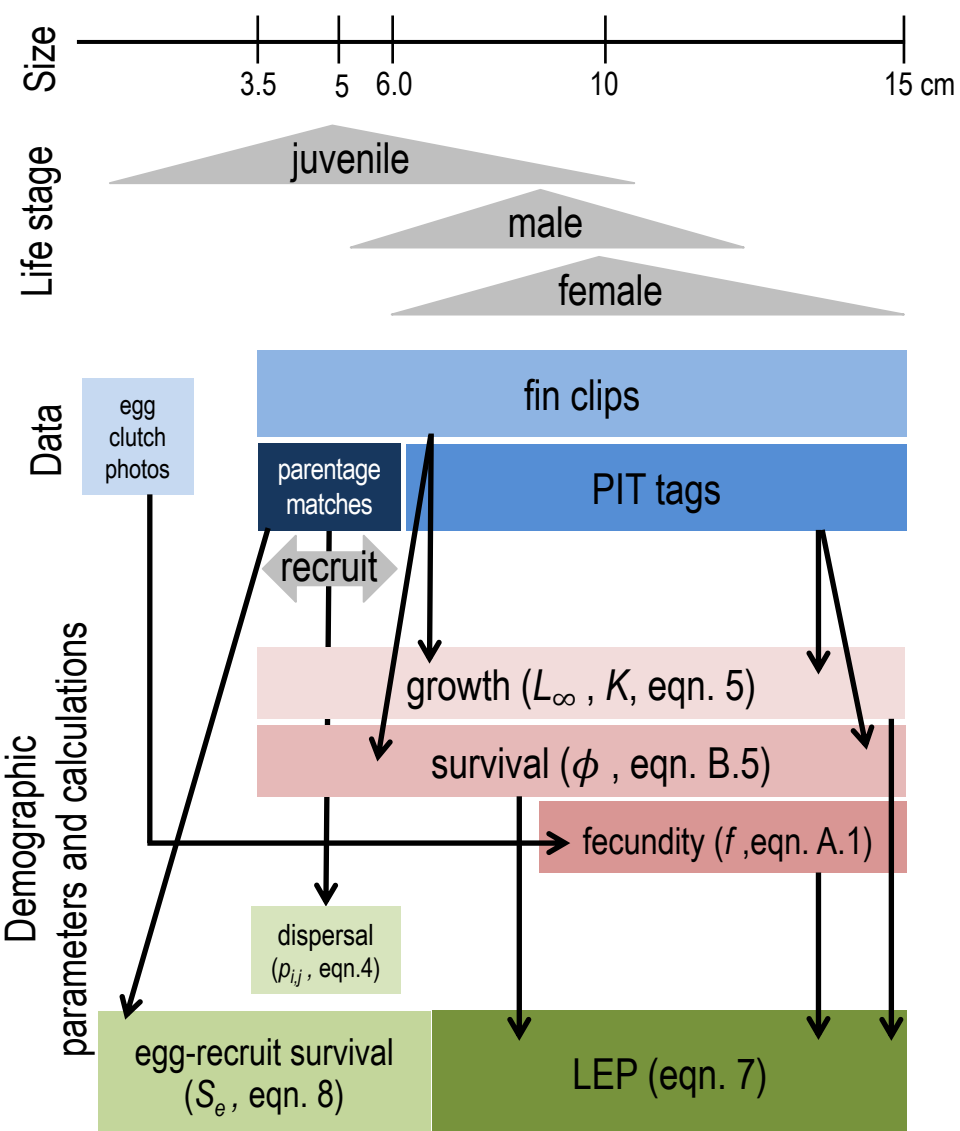 Size
3.5
5
6.0
10
15 cm
Life stage
juvenile
male
female
Data
egg
clutch
photos
fin clips
parentage
matches
PIT tags
recruit
Demographic
parameters and calculations
growth (L∞ , K, eqn. 5)
survival (ϕ , eqn. B.5)
fecundity (f ,eqn. A.1)
dispersal
(pi,j , eqn.4)
egg-recruit survival
(Se , eqn. 8)
LEP (eqn. 7)